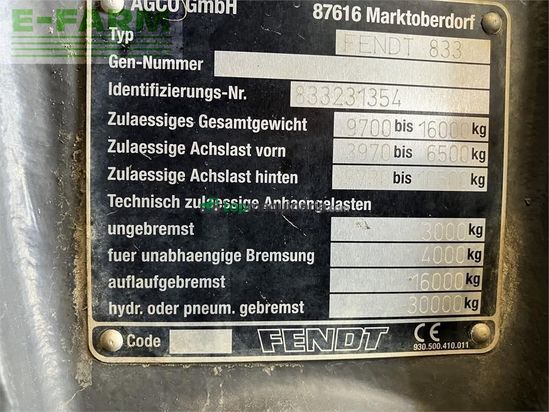 E-FARM
AGCO GmbH 87616 Marktoberdorf
Typ FENDT 833
Gen-Nummer
Identifizierungs-Nr. 833231354
Zulaessiges Gesamtgewicht 9700 bis 16000 kg
Zulaessige Achslast vorn 3970 bis 6500 kg
Zulaessige Achslast hinten bis kg
Technisch zulaessige Anhaengelasten
ungebremst 3000 kg
fuer unabhaengige Bremsung 4000 kg
auflaufgebremst 16000 kg
hydr. oder pneum. gebremst 30000 kg
Code FENDT CE
930.500.410.011